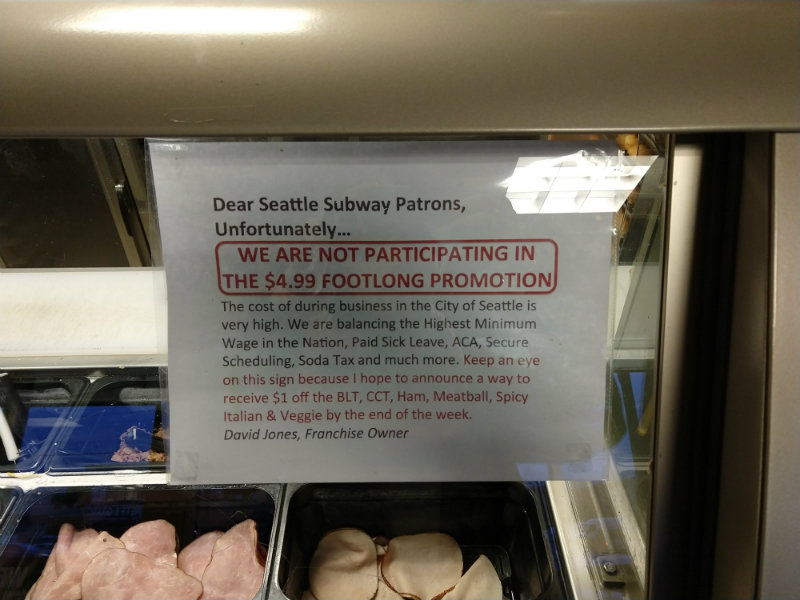 Dear Seattle Subway Patrons,
Unfortunately...
WE ARE NOT PARTICIPATING IN
THE $4.99 FOOTLONG PROMOTION
The cost of during business in the City of Seattle is
very high. We are balancing the Highest Minimum
Wage in the Nation, Paid Sick Leave, ACA, Secure
Scheduling, Soda Tax and much more. Keep an eye
on this sign because I hope to announce a way to
receive $1 off the BLT, CCT, Ham, Meatball, Spicy
Italian & Veggie by the end of the week.
David Jones, Franchise Owner